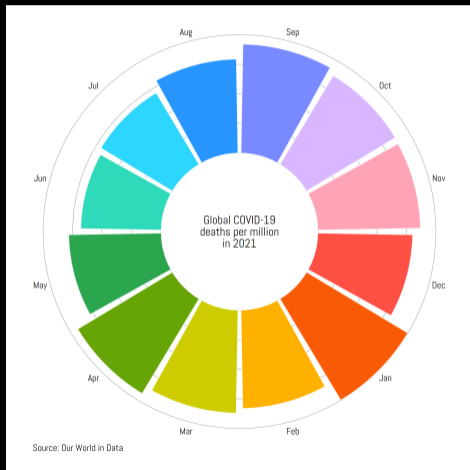 Aug
Sep
Jul
Oct
Jun
Nov
Global COVID-19
deaths per million
in 2021
May
Dec
Apr
Jan
Mar
Feb
Source: Our World in Data